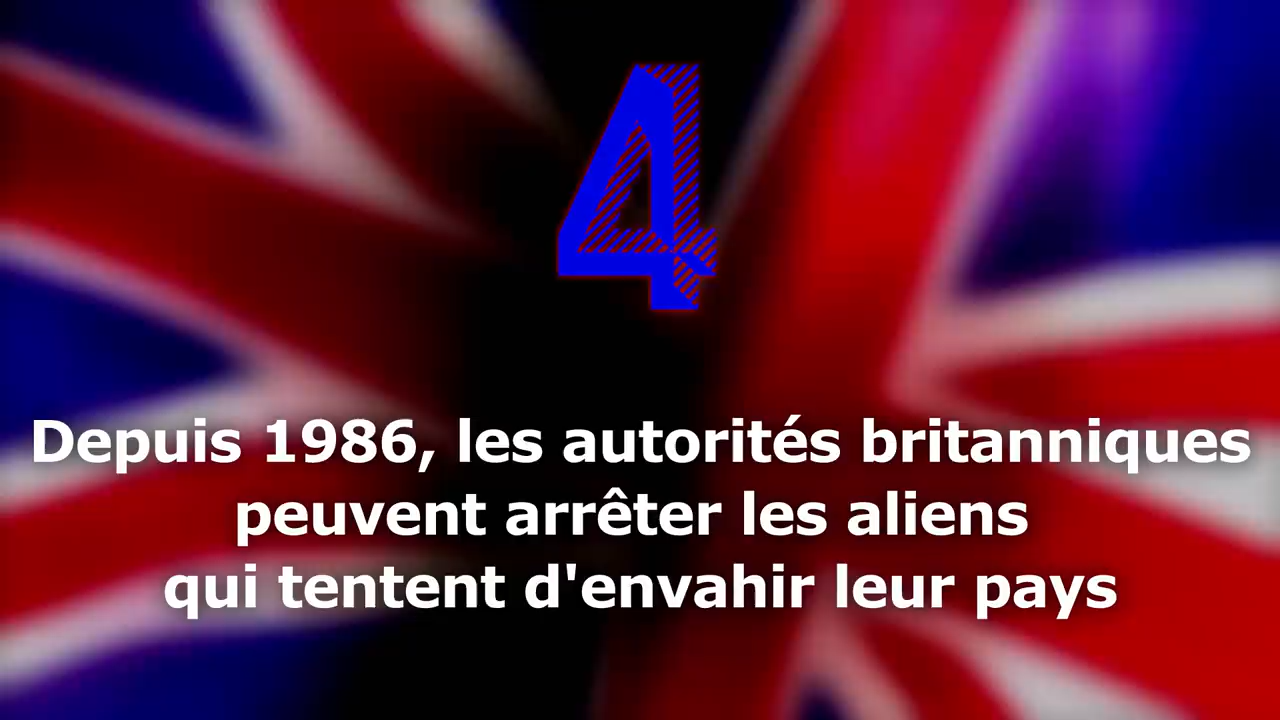 4
Depuis 1986, les autorités britanniques
peuvent arrêter les aliens
qui tentent d'envahir leur pays